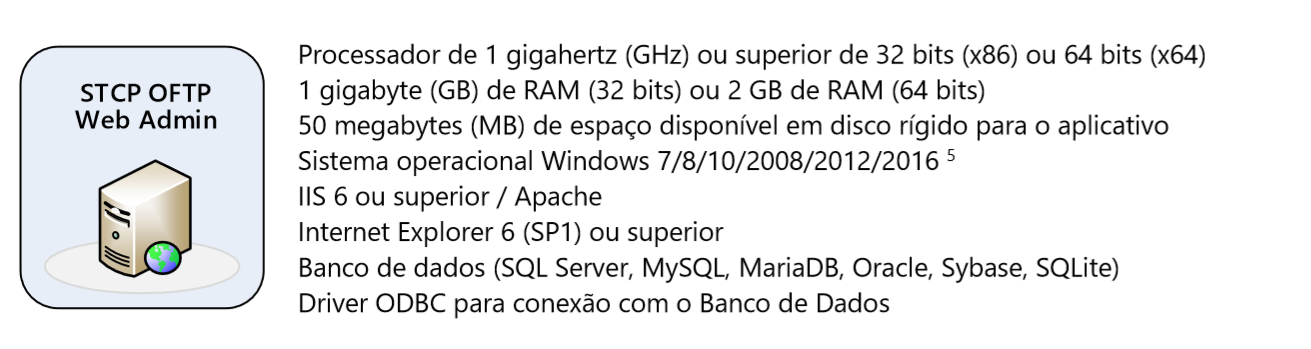 STCP OFTP
Web Admin
Processador de 1 gigahertz (GHz) ou superior de 32 bits (x86) ou 64 bits (x64)
1 gigabyte (GB) de RAM (32 bits) ou 2 GB de RAM (64 bits)
50 megabytes (MB) de espaço disponível em disco rígido para o aplicativo
Sistema operacional Windows 7/8/10/2008/2012/2016 ⁵
IIS 6 ou superior / Apache
Internet Explorer 6 (SP1) ou superior
Banco de dados (SQL Server, MySQL, MariaDB, Oracle, Sybase, SQLite)
Driver ODBC para conexão com o Banco de Dados